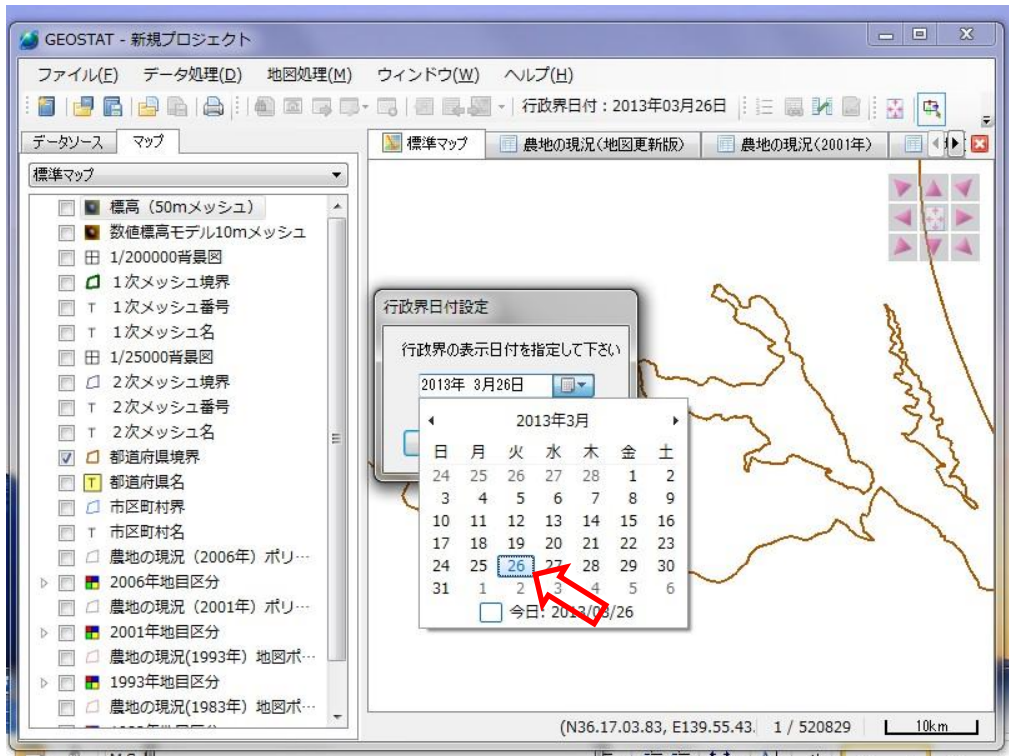 GEOSTAT - 新規プロジェクト
ファイル(F) データ処理(D) 地図処理(M) ウィンドウ(W) ヘルプ(H)
行政界日付：2013年03月26日
データソース マップ
標準マップ 農地の現況(地図更新版) 農地の現況(2001年)
標準マップ
標高（50mメッシュ）
数値標高モデル10mメッシュ
1/200000背景図
1次メッシュ境界
T 1次メッシュ番号
T 1次メッシュ名
1/25000背景図
2次メッシュ境界
T 2次メッシュ番号
T 2次メッシュ名
都道府県境界
T 都道府県名
市区町村界
T 市区町村名
農地の現況（2006年）ポリ…
2006年地目区分
農地の現況（2001年）ポリ…
2001年地目区分
農地の現況(1993年）地図ポ…
1993年地目区分
農地の現況(1983年）地図ポ…
行政界日付設定
行政界の表示日付を指定して下さい
2013年 3月26日
2013年3月
日 月 火 水 木 金 土
24 25 26 27 28 1 2
3 4 5 6 7 8 9
10 11 12 13 14 15 16
17 18 19 20 21 22 23
24 25 26 27 28 29 30
31 1 2 3 4 5 6
今日: 2013/03/26
(N36.17.03.83, E139.55.43. 1 / 520829 10km